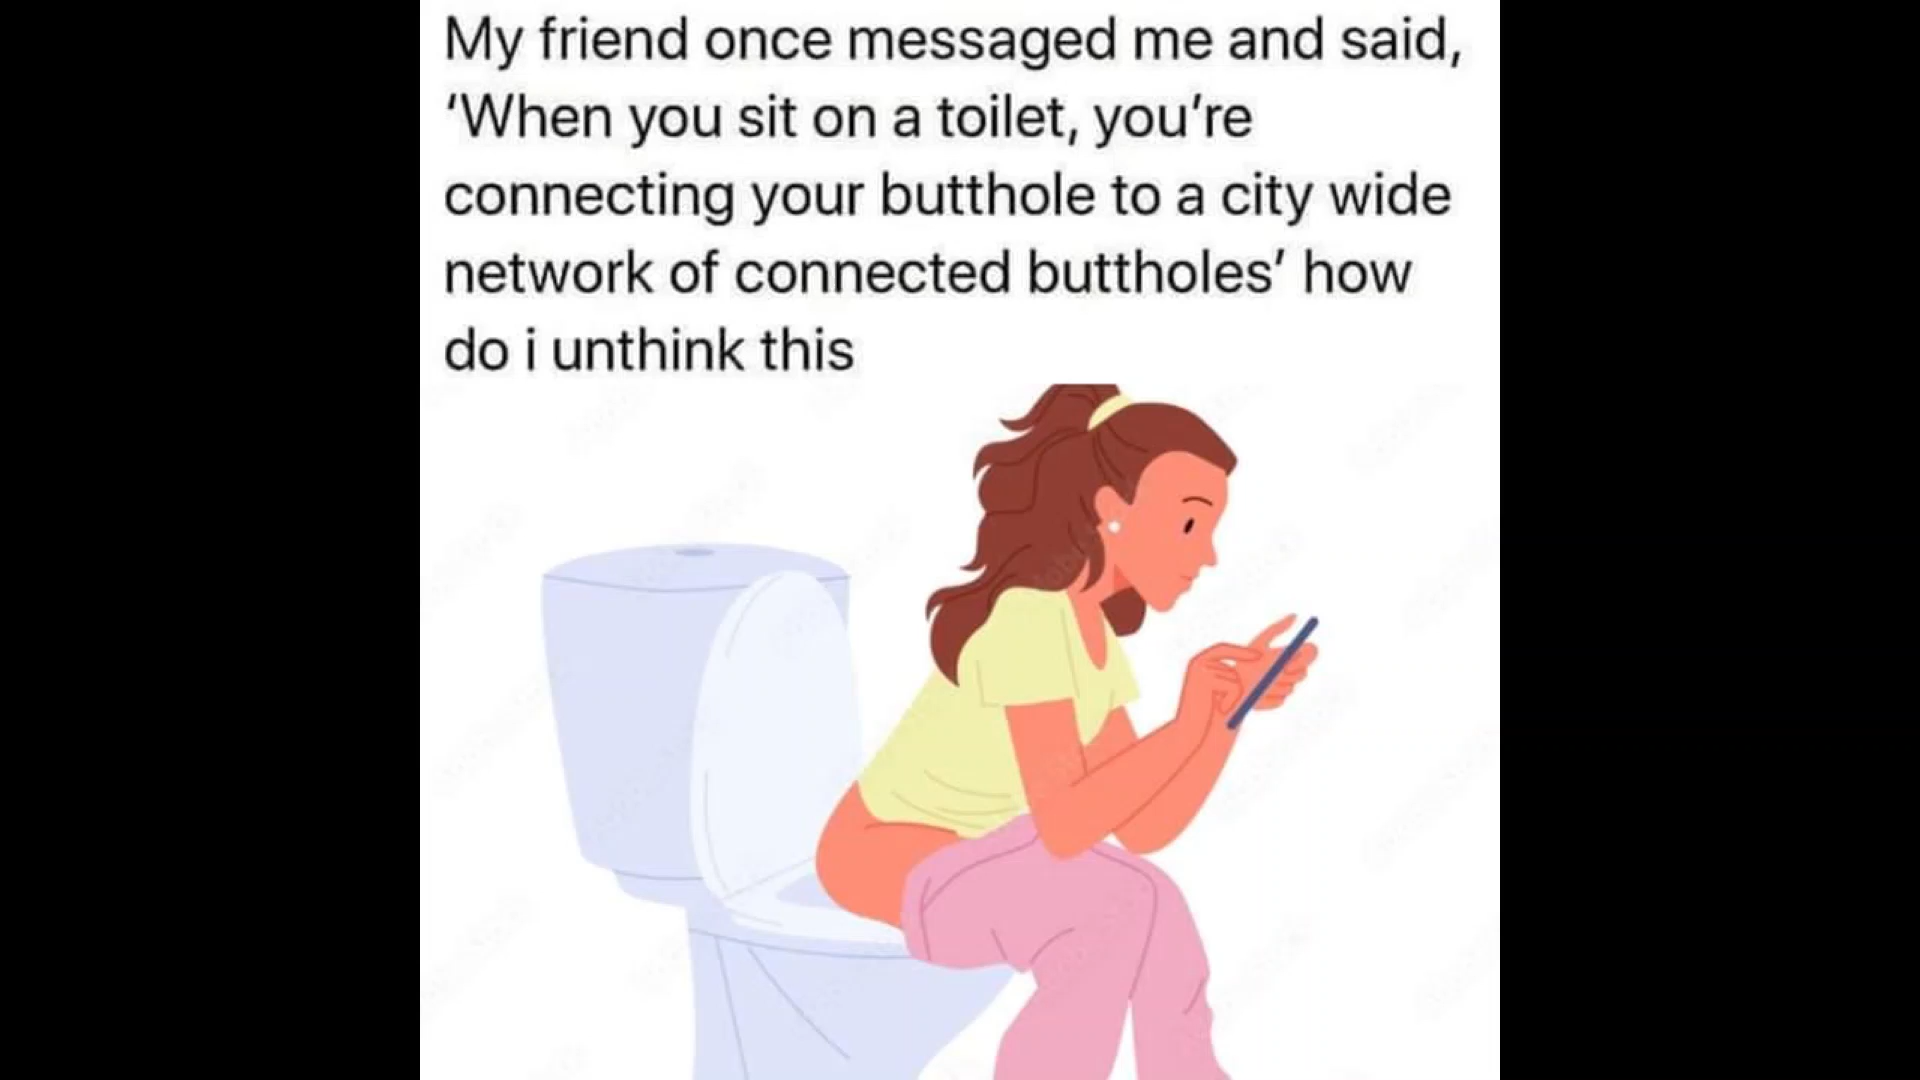 My friend once messaged me and said,
‘When you sit on a toilet, you’re
connecting your butthole to a city wide
network of connected buttholes’ how
do i unthink this